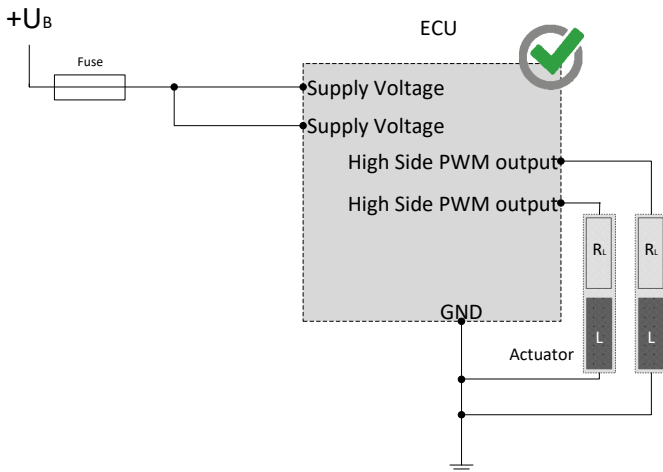 +UB
ECU
Fuse
Supply Voltage
Supply Voltage
High Side PWM output
High Side PWM output
RL
RL
GND
L
L
Actuator